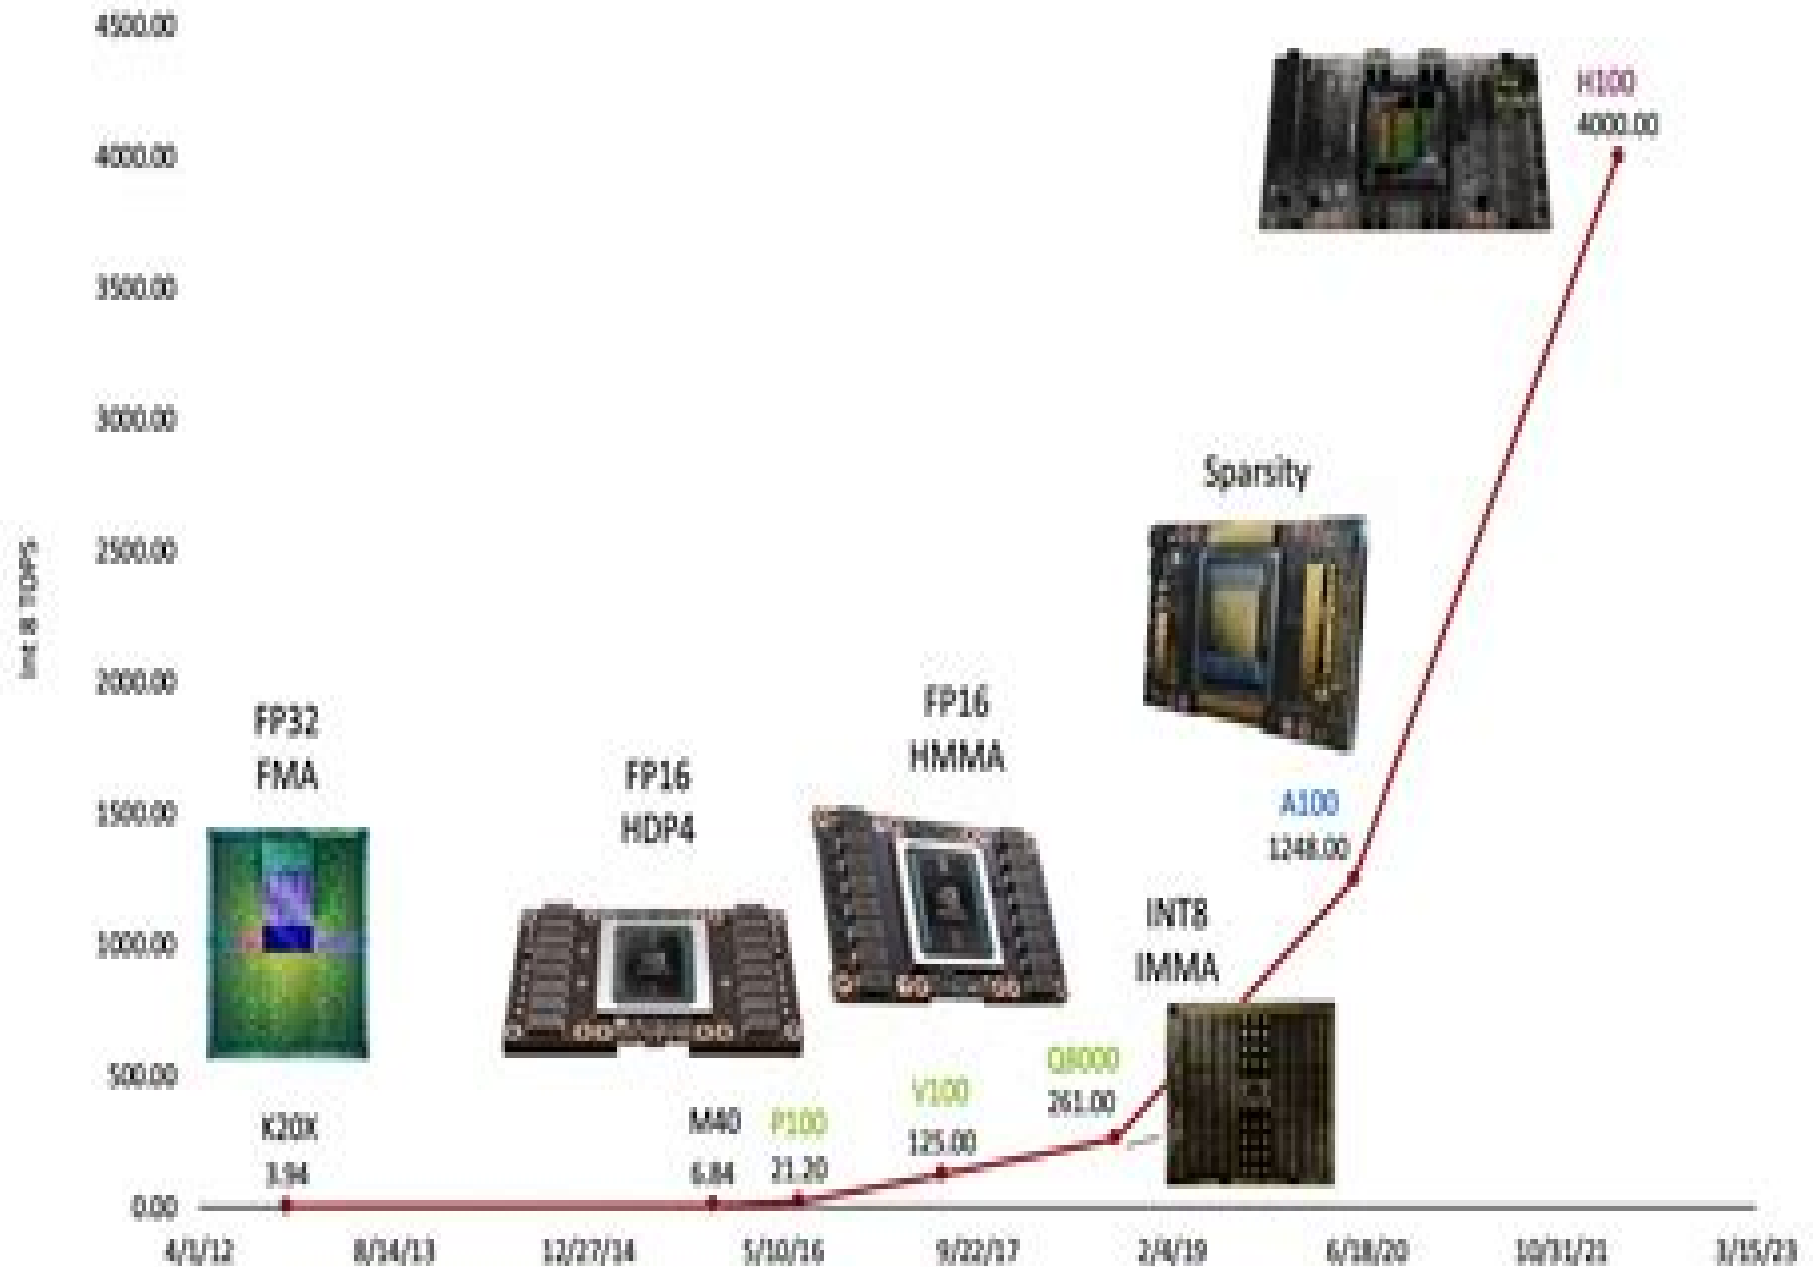 4500.00
4000.00
3500.00
3000.00
2500.00
2000.00
1500.00
1000.00
500.00
0.00
Int 8 TOPS
FP32
FMA
K20X
3.94
FP16
HDP4
M40
6.84
P100
21.20
FP16
HMMA
V100
125.00
Q8000
261.00
INT8
IMMA
Sparsity
A100
1248.00
H100
4000.00
4/1/12
8/14/13
12/27/14
5/10/16
9/22/17
2/4/19
6/18/20
10/31/21
3/15/23